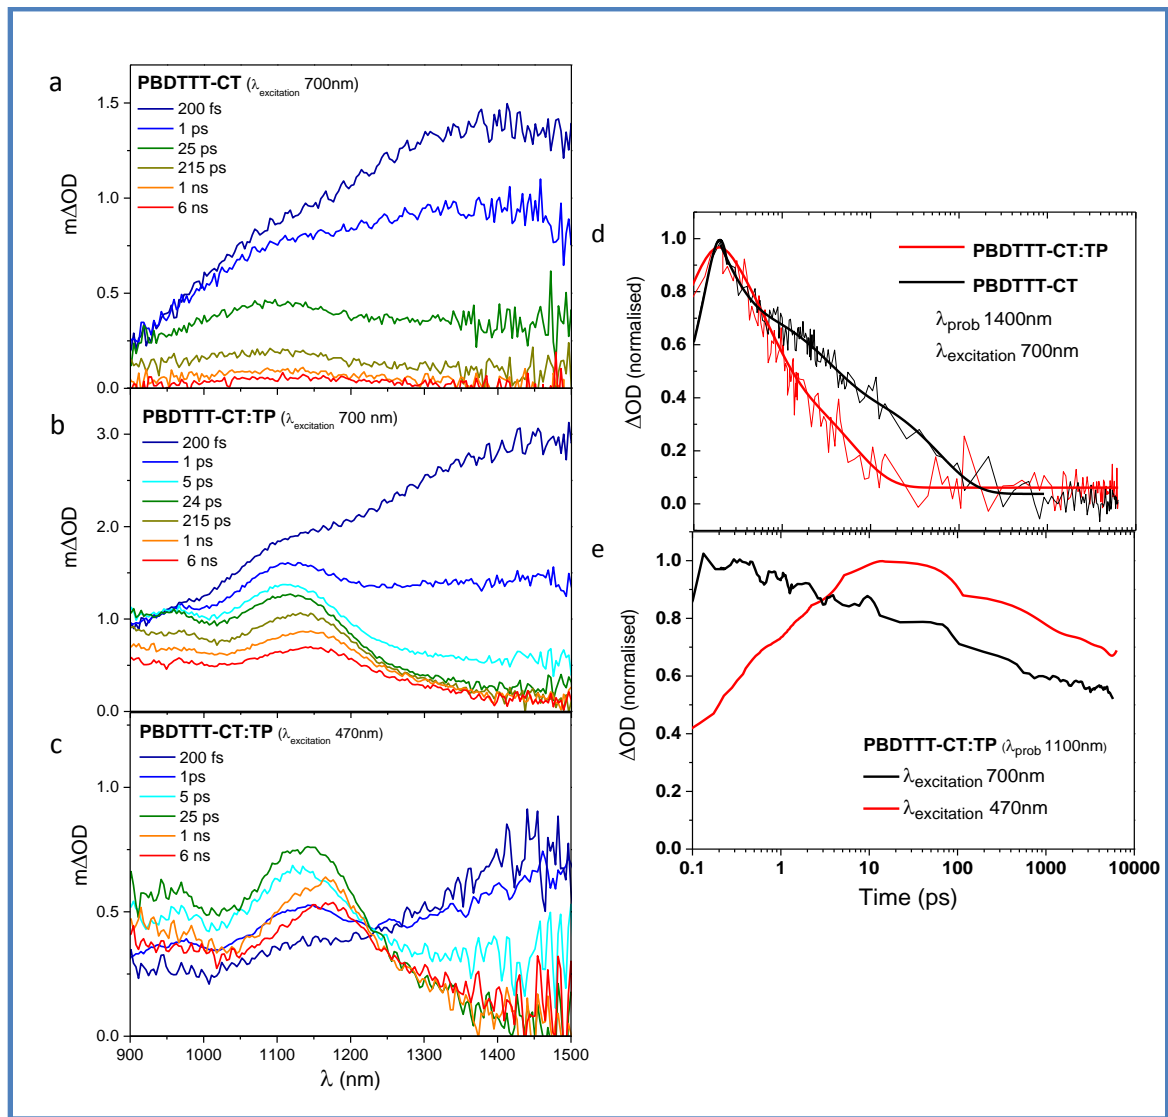 a
PBDTTT-CT (λexcitation 700nm)
200 fs
1 ps
25 ps
215 ps
1 ns
6 ns
1.5
1.0
0.5
0.0
mΔOD
b
PBDTTT-CT:TP (λexcitation 700 nm)
200 fs
1 ps
5 ps
24 ps
215 ps
1 ns
6 ns
3.0
2.0
1.0
0.0
mΔOD
c
PBDTTT-CT:TP (λexcitation 470nm)
200 fs
1ps
5 ps
25 ps
1 ns
6 ns
1.0
0.5
0.0
mΔOD
900 1000 1100 1200 1300 1400 1500
λ (nm)
d
PBDTTT-CT:TP
PBDTTT-CT
λprob 1400nm
λexcitation 700nm
1.0
0.8
0.6
0.4
0.2
0.0
ΔOD (normalised)
e
1.0
0.8
0.6
0.4
0.2
0.0
ΔOD (normalised)
PBDTTT-CT:TP (λprob 1100nm)
λexcitation 700nm
λexcitation 470nm
0.1 1 10 100 1000 10000
Time (ps)